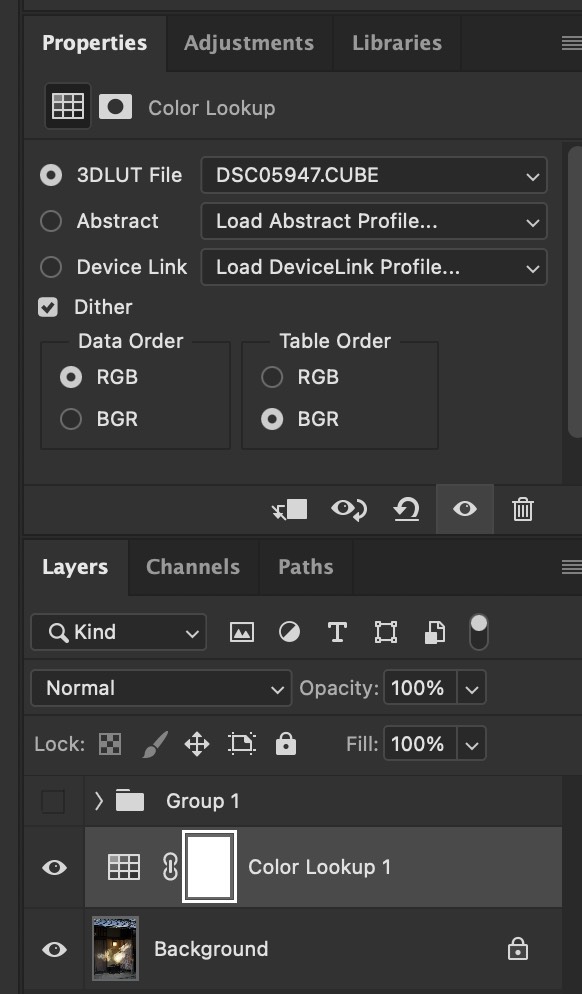 Properties Adjustments Libraries
Color Lookup
3DLUT File DSC05947.CUBE
Abstract Load Abstract Profile...
Device Link Load DeviceLink Profile...
Dither
Data Order Table Order
RGB RGB
BGR BGR
Layers Channels Paths
Kind
Normal Opacity: 100%
Lock: Fill: 100%
Group 1
Color Lookup 1
Background